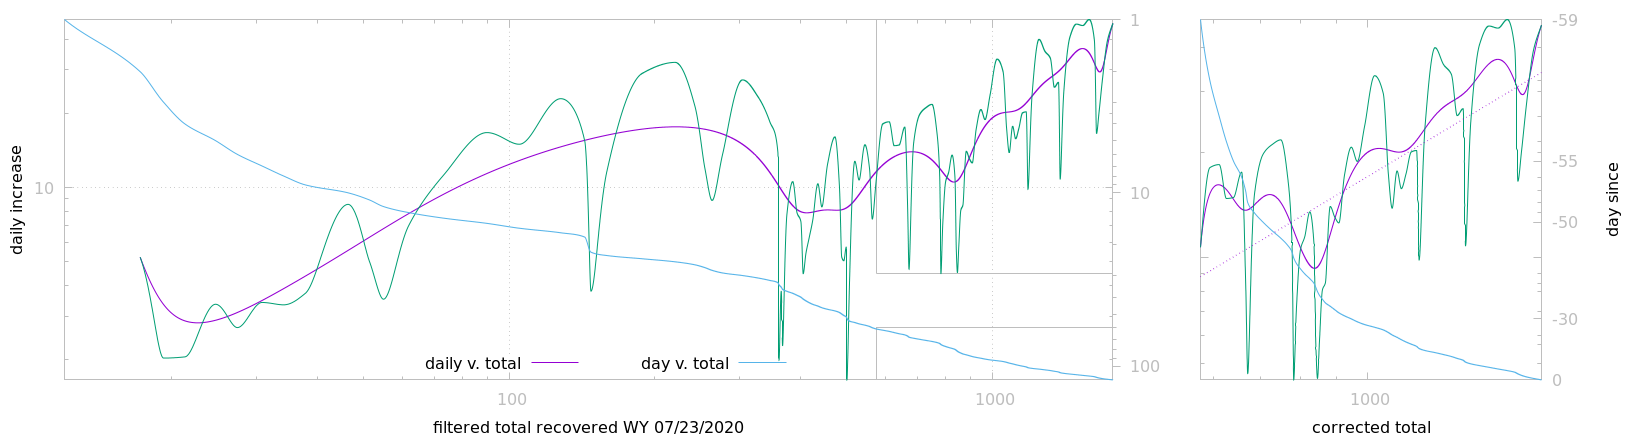 daily increase
10
daily v. total
day v. total
100
1000
filtered total recovered WY 07/23/2020
1
10
100
1000
corrected total
-59
-55
-50
-30
0
day since